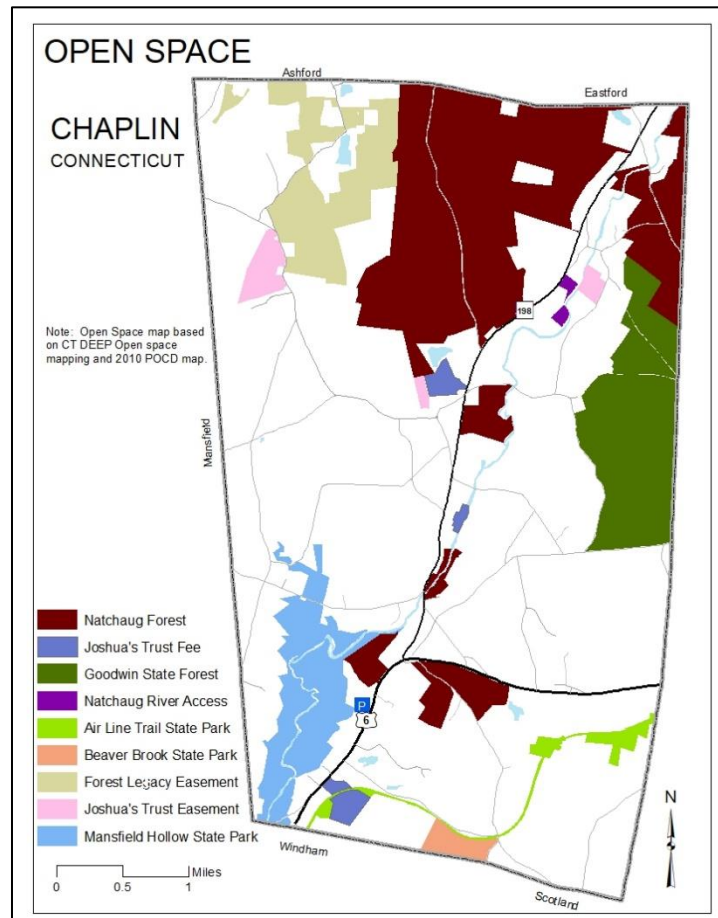 OPEN SPACE
Ashford
Eastford
CHAPLIN
CONNECTICUT
198
Note: Open Space map based
on CT DEEP Open space
mapping and 2010 POCD map.
Mansfield
Natchaug Forest
Joshua's Trust Fee
Goodwin State Forest
Natchaug River Access
Air Line Trail State Park
Beaver Brook State Park
Forest Legacy Easement
Joshua's Trust Easement
Mansfield Hollow State Park
P
6
N
Windham
Miles
0 0.5 1
Scotland